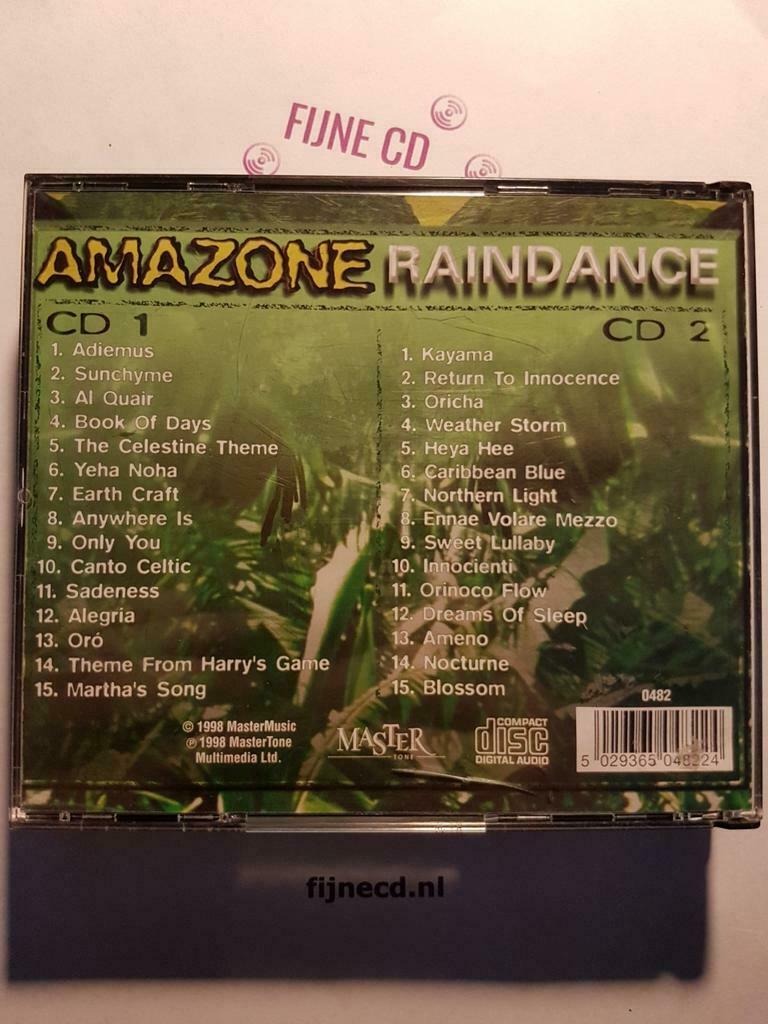 FIJNE CD
AMAZONE RAINDANCE
CD 1
1. Adiemus
2. Sunchyme
3. Al Quair
4. Book Of Days
5. The Celestine Theme
6. Yeha Noha
7. Earth Craft
8. Anywhere Is
9. Only You
10. Canto Celtic
11. Sadeness
12. Alegria
13. Oró
14. Theme From Harry's Game
15. Martha's Song
CD 2
1. Kayama
2. Return To Innocence
3. Oricha
4. Weather Storm
5. Heya Hee
6. Caribbean Blue
7. Northern Light
8. Ennae Volare Mezzo
9. Sweet Lullaby
10. Innocienti
11. Orinoco Flow
12. Dreams Of Sleep
13. Ameno
14. Nocturne
15. Blossom
© 1998 MasterMusic
℗ 1998 MasterTone
Multimedia Ltd.
MASTER
TONE
COMPACT
disc
DIGITAL AUDIO
0482
5 029365 048224
fijnecd.nl